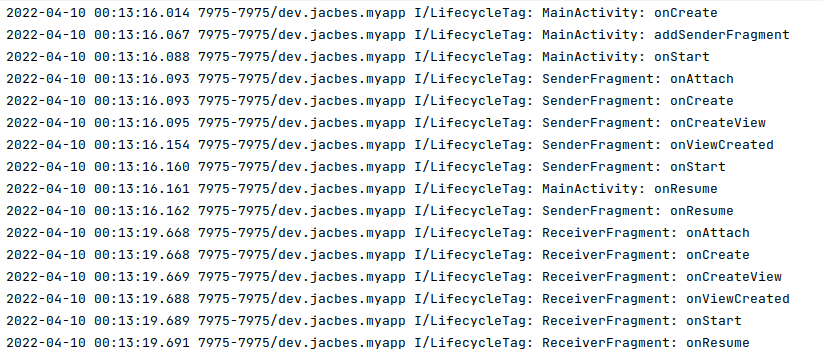 2022-04-10 00:13:16.014 7975-7975/dev.jacbes.myapp I/LifecycleTag: MainActivity: onCreate
2022-04-10 00:13:16.067 7975-7975/dev.jacbes.myapp I/LifecycleTag: MainActivity: addSenderFragment
2022-04-10 00:13:16.088 7975-7975/dev.jacbes.myapp I/LifecycleTag: MainActivity: onStart
2022-04-10 00:13:16.093 7975-7975/dev.jacbes.myapp I/LifecycleTag: SenderFragment: onAttach
2022-04-10 00:13:16.093 7975-7975/dev.jacbes.myapp I/LifecycleTag: SenderFragment: onCreate
2022-04-10 00:13:16.095 7975-7975/dev.jacbes.myapp I/LifecycleTag: SenderFragment: onCreateView
2022-04-10 00:13:16.154 7975-7975/dev.jacbes.myapp I/LifecycleTag: SenderFragment: onViewCreated
2022-04-10 00:13:16.160 7975-7975/dev.jacbes.myapp I/LifecycleTag: SenderFragment: onStart
2022-04-10 00:13:16.161 7975-7975/dev.jacbes.myapp I/LifecycleTag: MainActivity: onResume
2022-04-10 00:13:16.162 7975-7975/dev.jacbes.myapp I/LifecycleTag: SenderFragment: onResume
2022-04-10 00:13:19.668 7975-7975/dev.jacbes.myapp I/LifecycleTag: ReceiverFragment: onAttach
2022-04-10 00:13:19.668 7975-7975/dev.jacbes.myapp I/LifecycleTag: ReceiverFragment: onCreate
2022-04-10 00:13:19.669 7975-7975/dev.jacbes.myapp I/LifecycleTag: ReceiverFragment: onCreateView
2022-04-10 00:13:19.688 7975-7975/dev.jacbes.myapp I/LifecycleTag: ReceiverFragment: onViewCreated
2022-04-10 00:13:19.689 7975-7975/dev.jacbes.myapp I/LifecycleTag: ReceiverFragment: onStart
2022-04-10 00:13:19.691 7975-7975/dev.jacbes.myapp I/LifecycleTag: ReceiverFragment: onResume